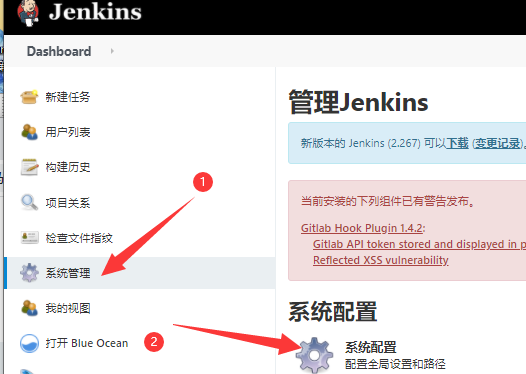 Jenkins
Dashboard
新建任务
用户列表
构建历史
项目关系
检查文件指纹
系统管理
我的视图
打开 Blue Ocean
1
2
管理Jenkins
新版本的 Jenkins (2.267) 可以下载 (变更记录).
当前安装的下列组件已有警告发布。
Gitlab Hook Plugin 1.4.2:
Gitlab API token stored and displayed in p
Reflected XSS vulnerability
系统配置
系统配置
配置全局设置和路径